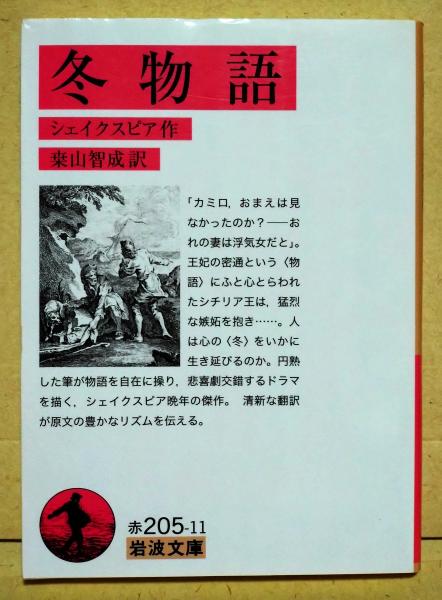 冬物語
シェイクスピア作
桒山智成訳
「カミロ，おまえは見
なかったのか？——お
れの妻は浮気女だと」。
王妃の密通という〈物
語〉にふと心とらわれ
たシチリア王は，猛烈
な嫉妬を抱き……。人
は心の〈冬〉をいかに
生き延びるのか。円熟
した筆が物語を自在に操り，悲喜劇交錯するドラマ
を描く，シェイクスピア晩年の傑作。 清新な翻訳
が原文の豊かなリズムを伝える。
赤205-11
岩波文庫